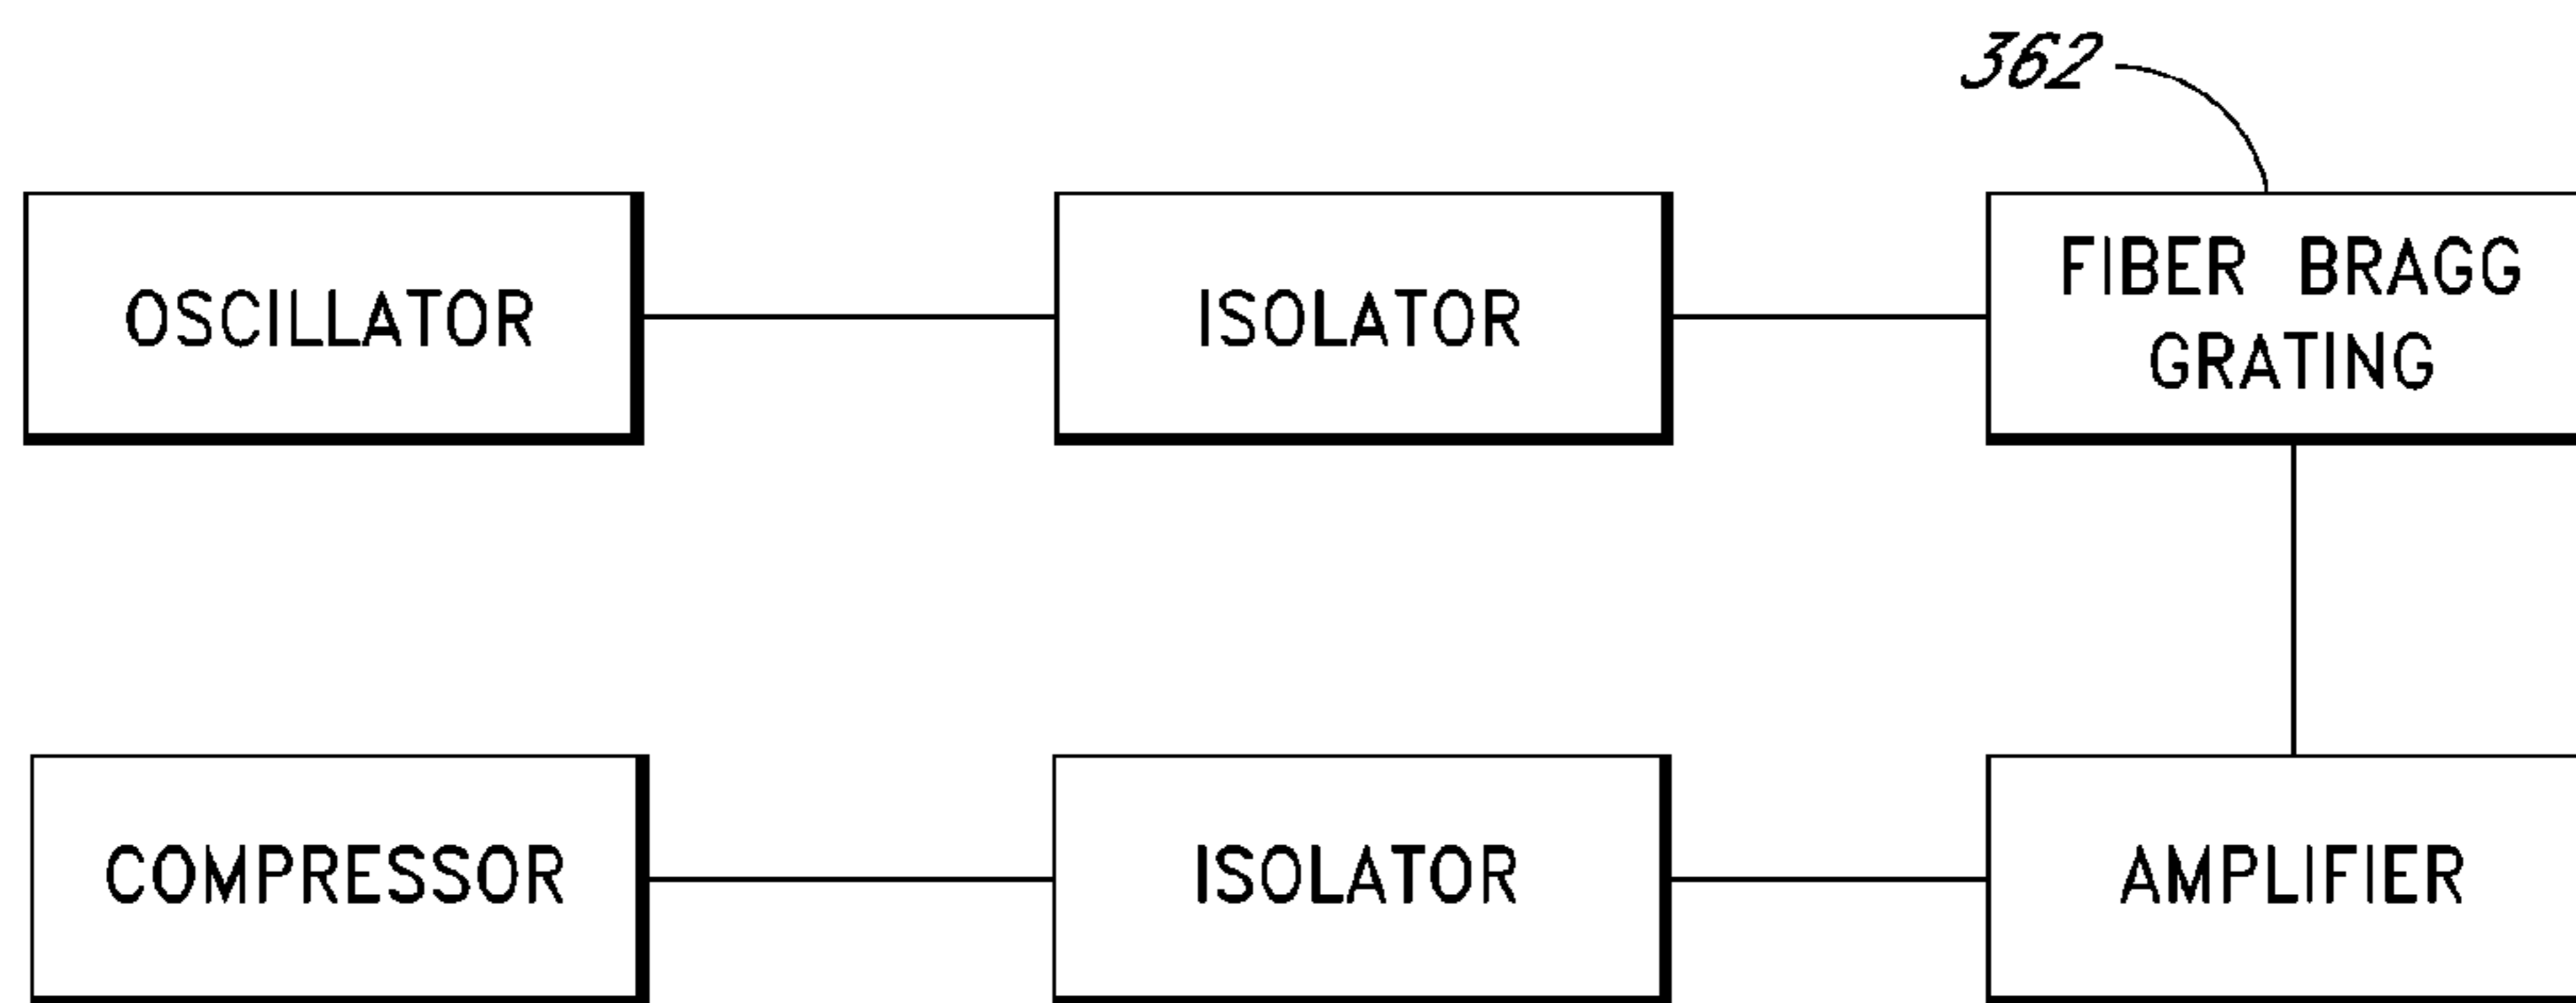 362
OSCILLATOR
ISOLATOR
FIBER BRAGG
GRATING
COMPRESSOR
ISOLATOR
AMPLIFIER